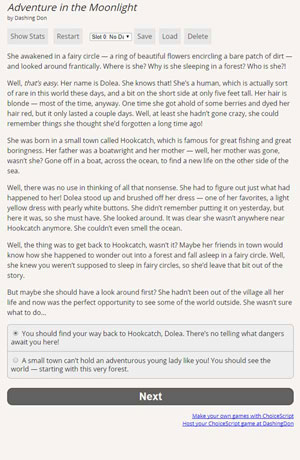 Adventure in the Moonlight
by Dashing Don
Show Stats Restart Slot 0: No Da Save Load Delete
She awakened in a fairy circle — a ring of beautiful flowers encircling a bare patch of dirt —
and looked around frantically. Where is she? Why is she sleeping in a forest? Who is she?!
Well, that's easy. Her name is Dolea. She knows that! She's a human, which is actually sort
of rare in this world these days, and a bit on the short side at only five feet tall. Her hair is
blonde — most of the time, anyway. One time she got ahold of some berries and dyed her
hair red, but it only lasted a couple days. Well, at least she hadn't gone crazy, she could
remember things she thought she'd forgotten a long time ago!
She was born in a small town called Hookcatch, which is famous for great fishing and great
boringness. Her father was a boatwright and her mother — well, her mother was gone,
wasn't she? Gone off in a boat, across the ocean, to find a new life on the other side of the
sea.
Well, there was no use in thinking of all that nonsense. She had to figure out just what had
happened to her! Dolea stood up and brushed off her dress — one of her favorites, a light
yellow dress with pearly white buttons. She didn't remember putting it on yesterday, but
here it was, so she must have. She looked around. It was clear she wasn't anywhere near
Hookcatch anymore. She couldn't even smell the ocean.
Well, the thing was to get back to Hookcatch, wasn't it? Maybe her friends in town would
know how she happened to wonder out into a forest and fall asleep in a fairy circle. Well,
she knew you weren't supposed to sleep in fairy circles, so she'd leave that bit out of the
story.
But maybe she should have a look around first? She hadn't been out of the village all her
life and now was the perfect opportunity to see some of the world outside. She wasn't sure
what to do...
You should find your way back to Hookcatch, Dolea. There's no telling what dangers
await you here!
A small town can't hold an adventurous young lady like you! You should see the
world — starting with this very forest.
Next
Make your own games with ChoiceScript
Host your ChoiceScript game at DashingDon